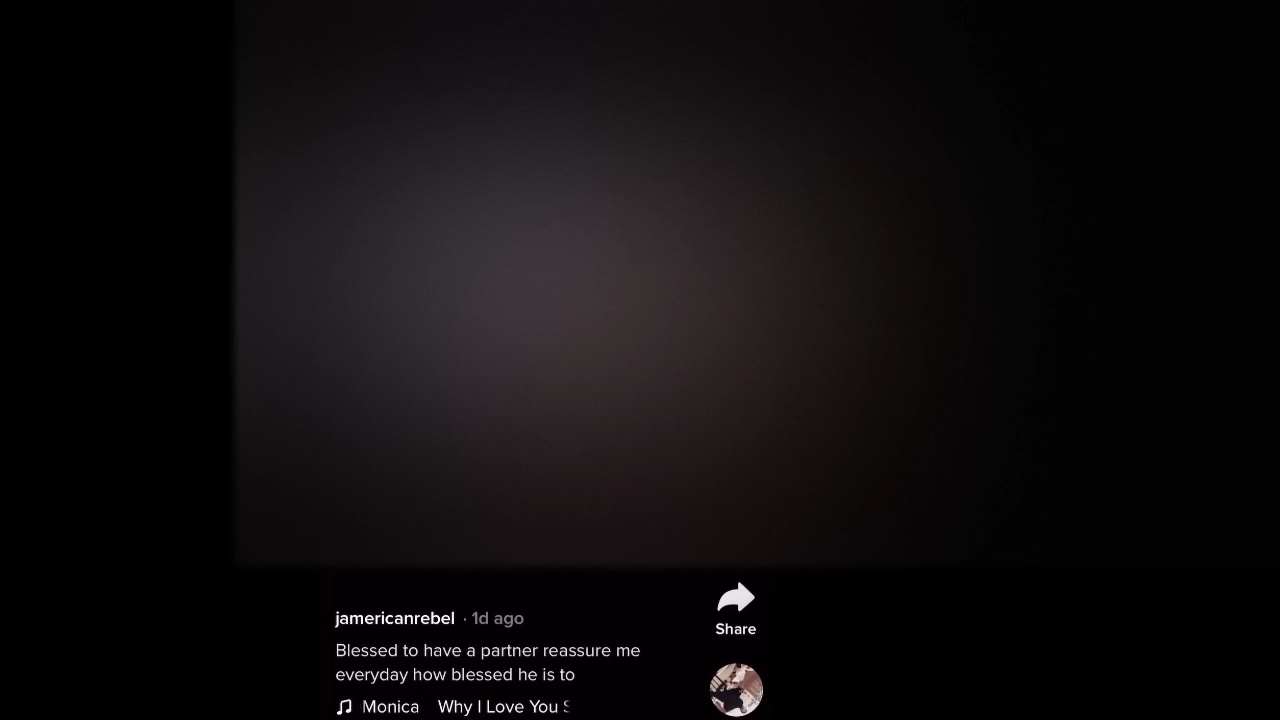 jamericanrebel · 1d ago
Blessed to have a partner reassure me
everyday how blessed he is to
Monica Why I Love You S
Share